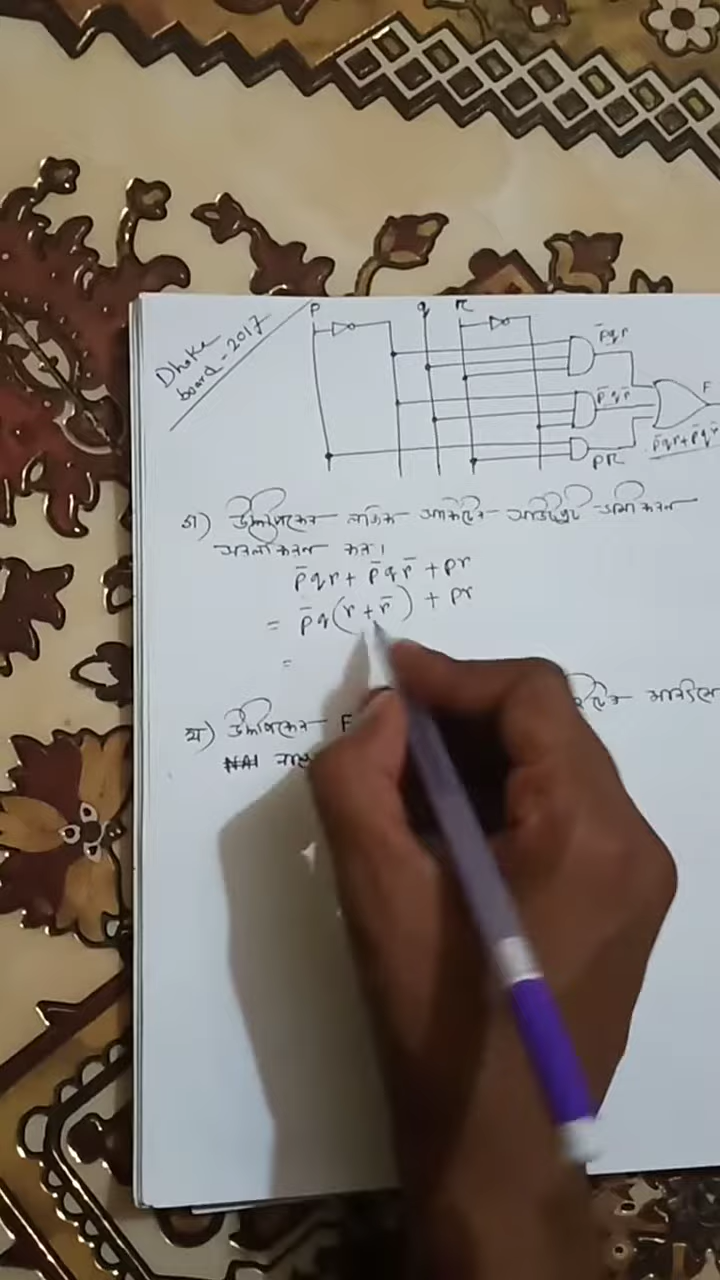 Dhaka
board-2017
P q R
p̄qr
p̄qr̄
F
PR
p̄qr+p̄qr̄
গ) উদ্দীপকের লজিক সার্কিটের আউটপুট সমীকরণ
সরলীকরণ কর।
p̄qr + p̄qr̄ + pr
= p̄q(r+r̄) + pr
=
ঘ) উদ্দীপকের F